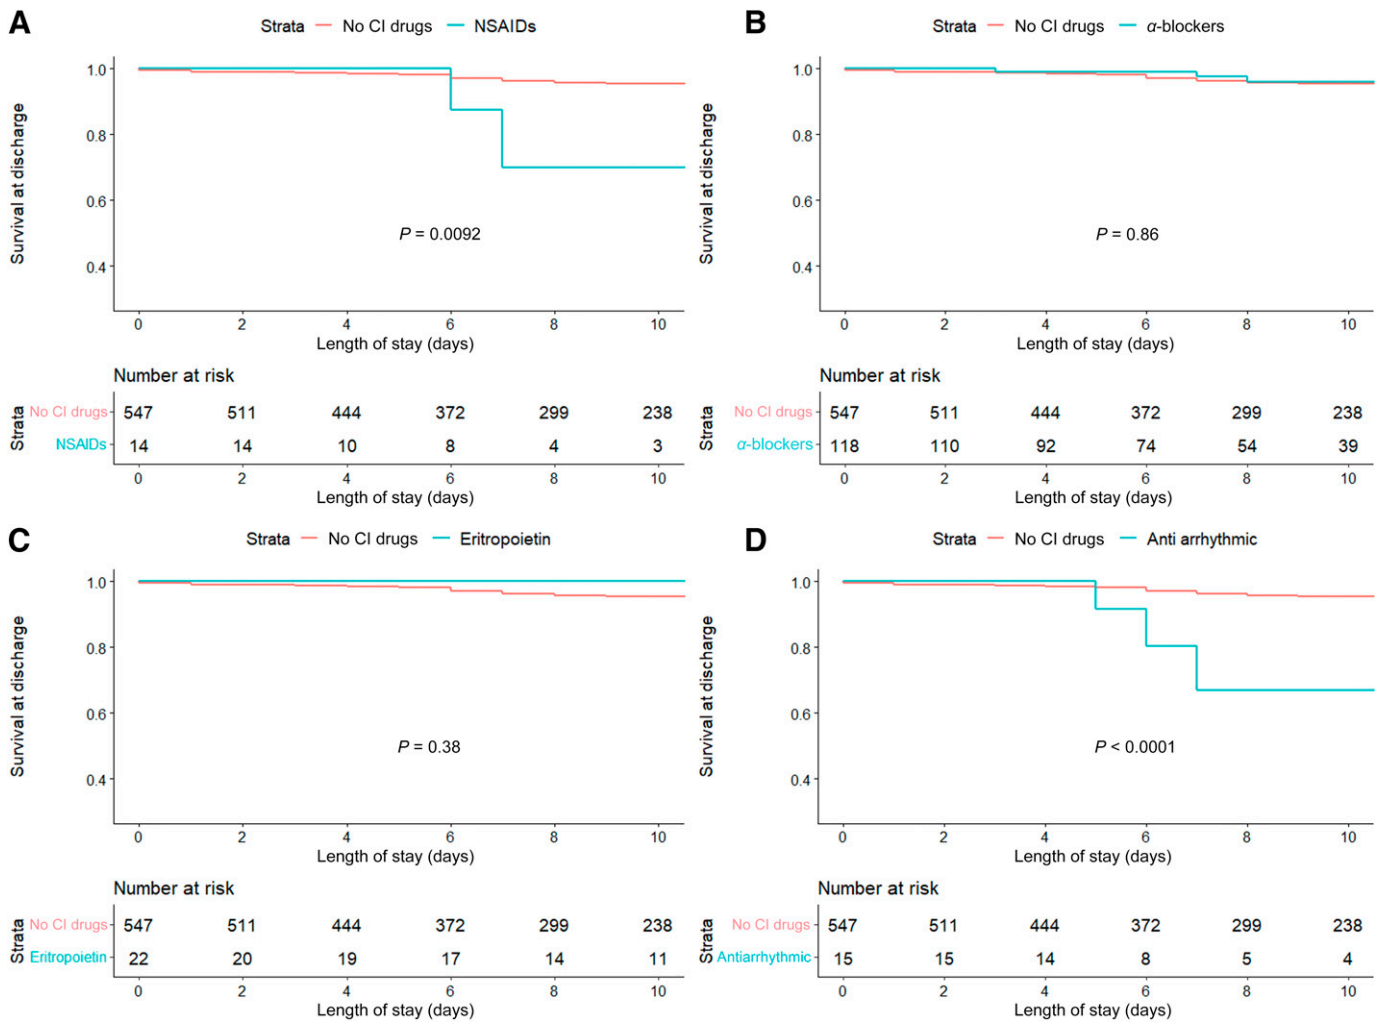 A
Strata No CI drugs NSAIDs
Survival at discharge
1.0
0.8
0.6
0.4
P = 0.0092
0 2 4 6 8 10
Length of stay (days)
Number at risk
Strata
No CI drugs 547 511 444 372 299 238
NSAIDs 14 14 10 8 4 3
0 2 4 6 8 10
Length of stay (days)
B
Strata No CI drugs α-blockers
Survival at discharge
1.0
0.8
0.6
0.4
P = 0.86
0 2 4 6 8 10
Length of stay (days)
Number at risk
Strata
No CI drugs 547 511 444 372 299 238
α-blockers 118 110 92 74 54 39
0 2 4 6 8 10
Length of stay (days)
C
Strata No CI drugs Eritropoietin
Survival at discharge
1.0
0.8
0.6
0.4
P = 0.38
0 2 4 6 8 10
Length of stay (days)
Number at risk
Strata
No CI drugs 547 511 444 372 299 238
Eritropoietin 22 20 19 17 14 11
0 2 4 6 8 10
Length of stay (days)
D
Strata No CI drugs Anti arrhythmic
Survival at discharge
1.0
0.8
0.6
0.4
P < 0.0001
0 2 4 6 8 10
Length of stay (days)
Number at risk
Strata
No CI drugs 547 511 444 372 299 238
Antiarrhythmic 15 15 14 8 5 4
0 2 4 6 8 10
Length of stay (days)